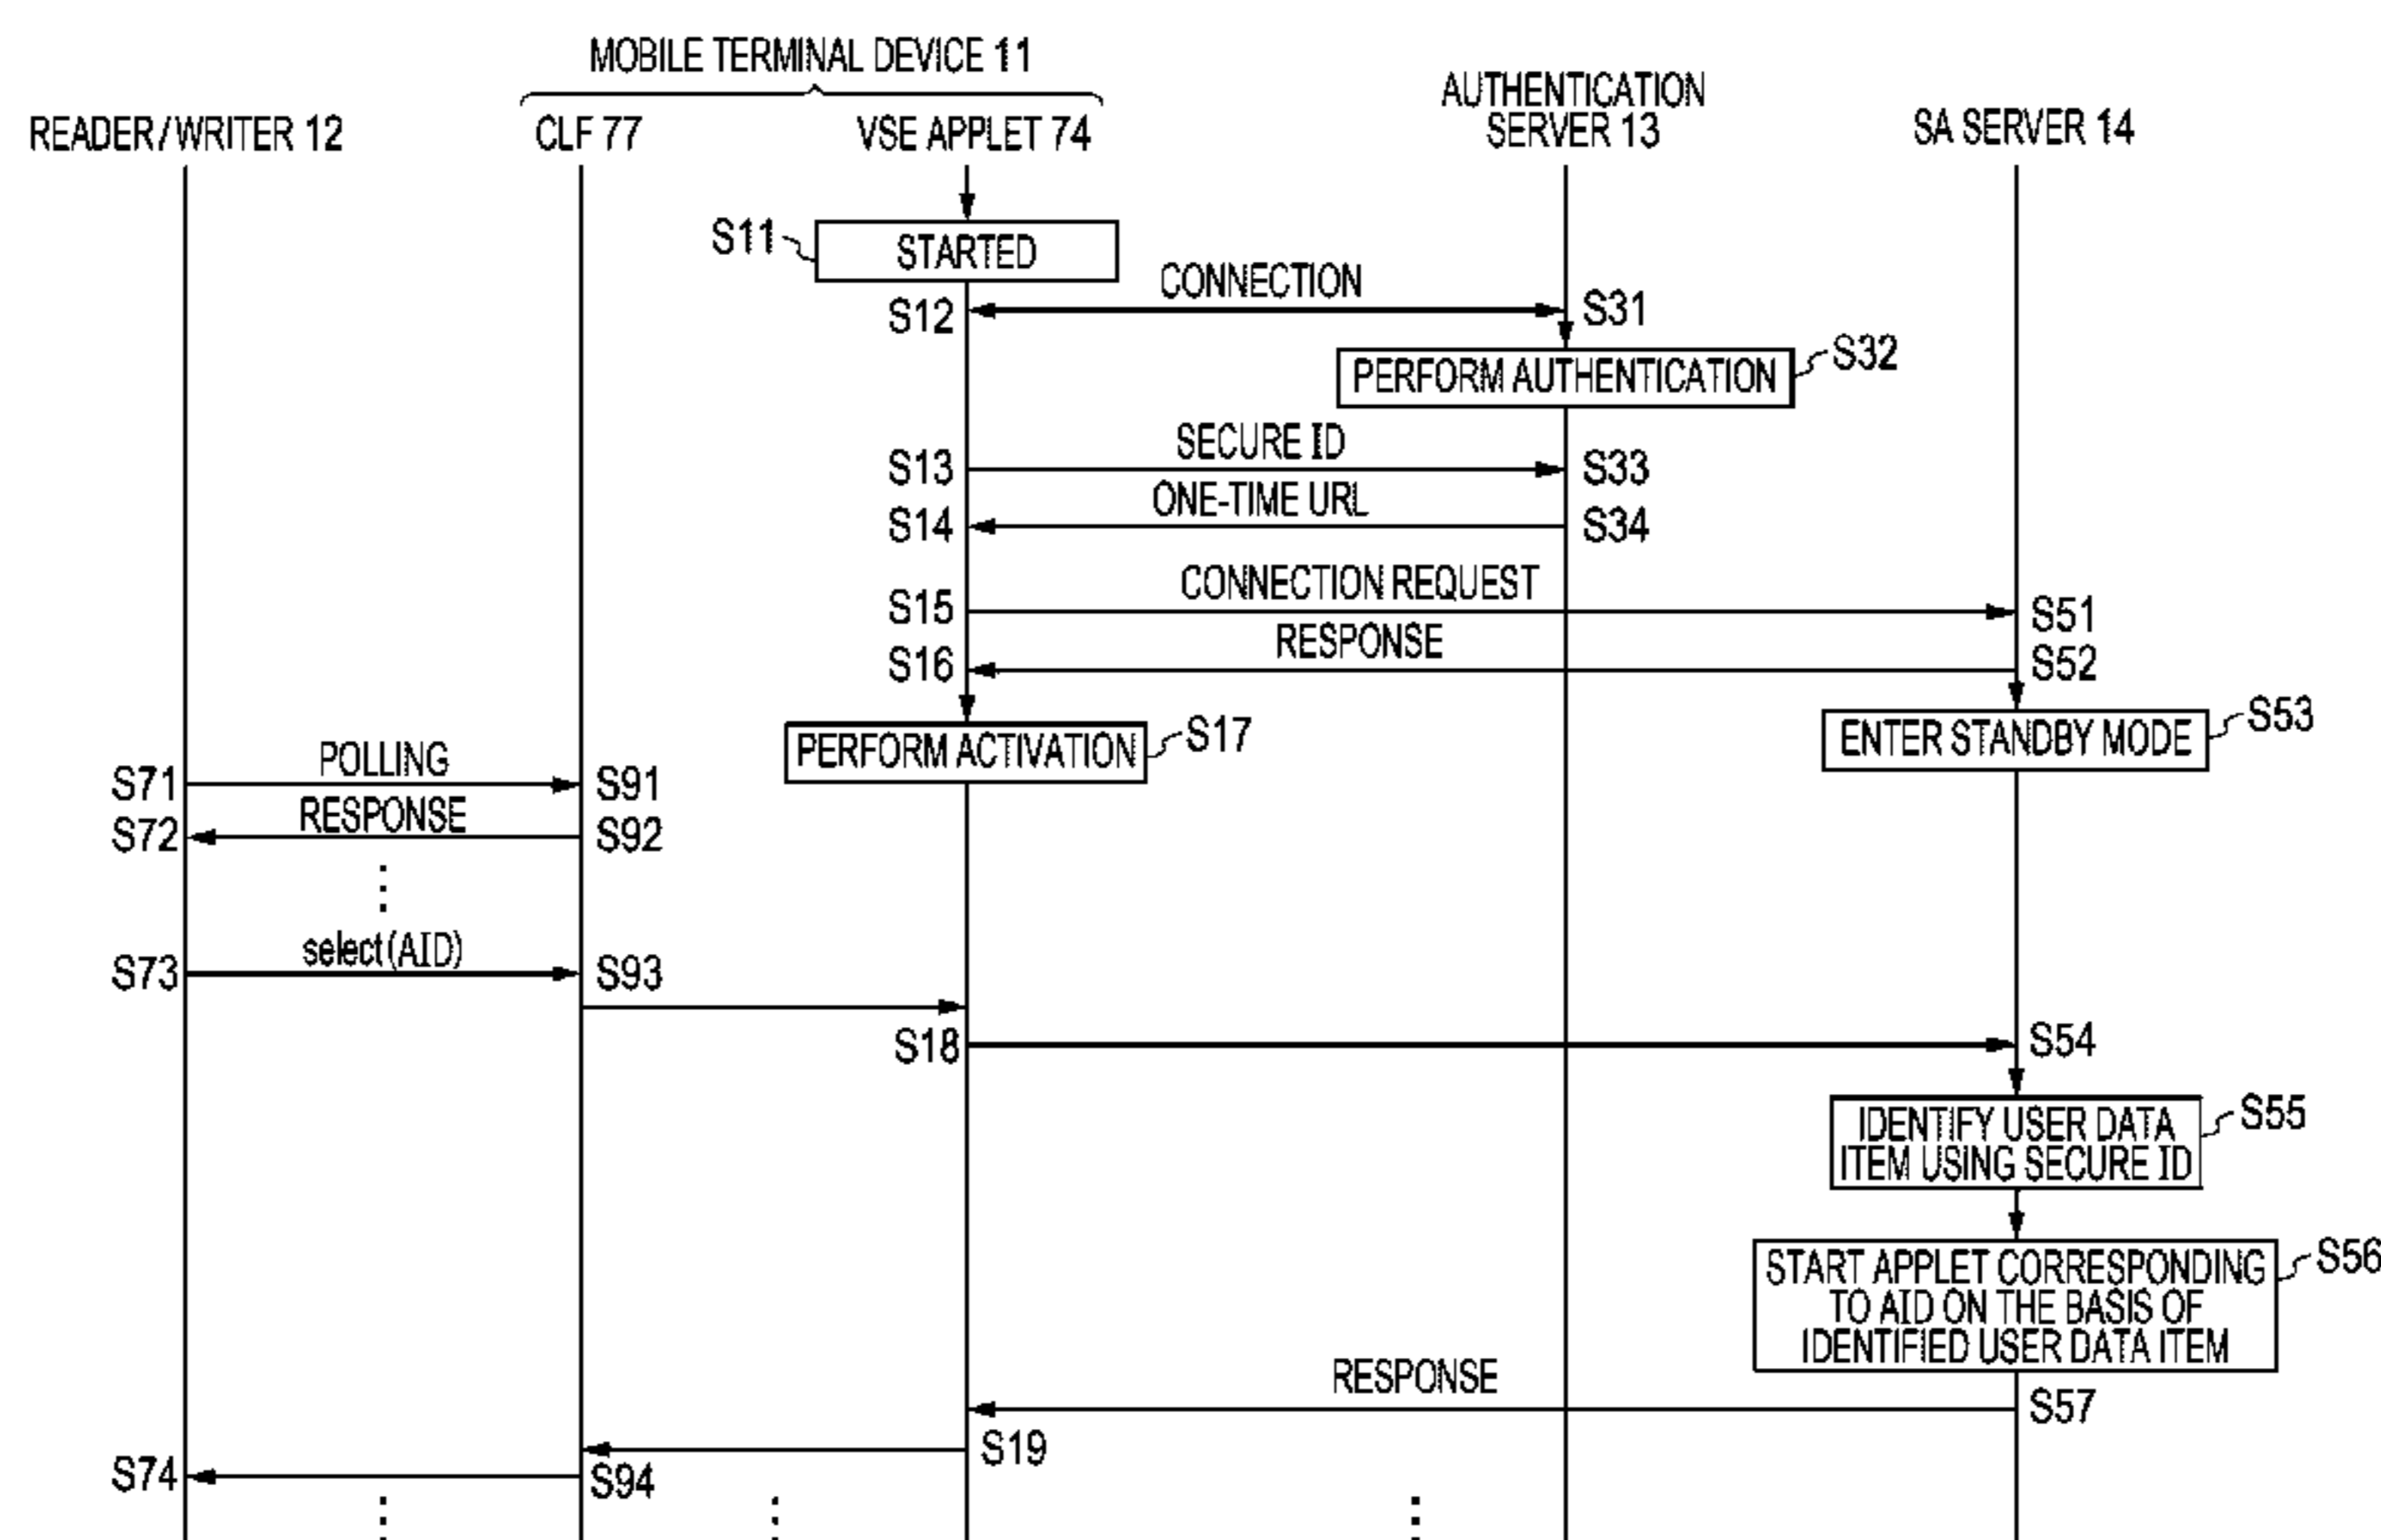 MOBILE TERMINAL DEVICE 11
READER/WRITER 12
CLF 77
VSE APPLET 74
AUTHENTICATION
SERVER 13
SA SERVER 14
S11
STARTED
CONNECTION
S12
S31
PERFORM AUTHENTICATION
S32
SECURE ID
S13
S33
ONE-TIME URL
S14
S34
CONNECTION REQUEST
S15
S51
RESPONSE
S16
S52
PERFORM ACTIVATION
S17
ENTER STANDBY MODE
S53
POLLING
S71
S91
RESPONSE
S72
S92
select(AID)
S73
S93
S18
S54
IDENTIFY USER DATA
ITEM USING SECURE ID
S55
START APPLET CORRESPONDING
TO AID ON THE BASIS OF
IDENTIFIED USER DATA ITEM
S56
RESPONSE
S57
S19
S74
S94